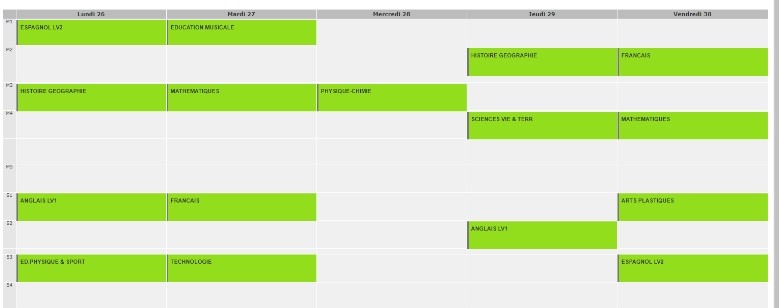 Lundi 26 Mardi 27 Mercredi 28 Jeudi 29 Vendredi 30
M1 ESPAGNOL LV2 EDUCATION MUSICALE
M2 HISTOIRE GEOGRAPHIE FRANCAIS
M3 HISTOIRE GEOGRAPHIE MATHEMATIQUES PHYSIQUE-CHIMIE
M4 SCIENCES VIE & TERR MATHEMATIQUES
M5
S1 ANGLAIS LV1 FRANCAIS ARTS PLASTIQUES
S2 ANGLAIS LV1
S3 ED.PHYSIQUE & SPORT TECHNOLOGIE ESPAGNOL LV2
S4